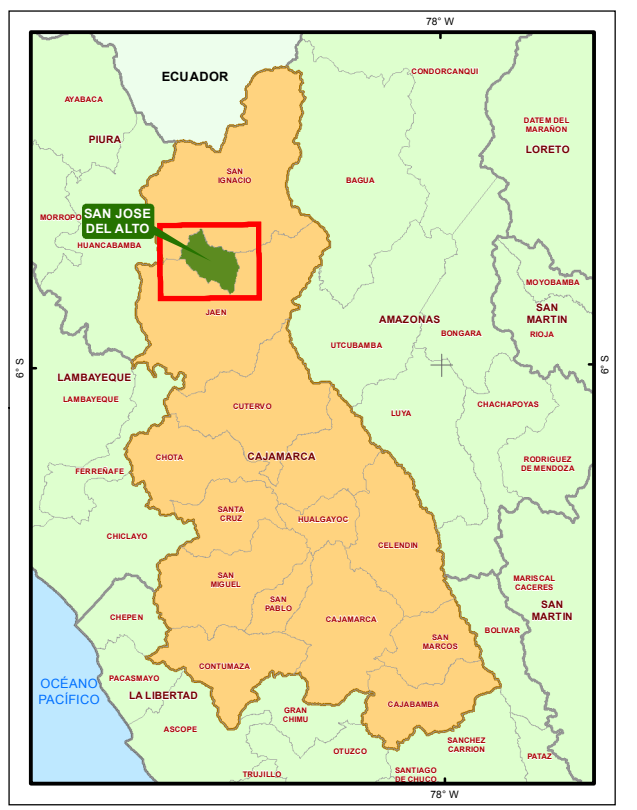 78° W
ECUADOR
CONDORCANQUI
AYABACA
DATEM DEL
MARAÑON
PIURA
LORETO
SAN
IGNACIO
BAGUA
MORROPO
SAN JOSE
DEL ALTO
HUANCABAMBA
MOYOBAMBA
JAEN
SAN
MARTIN
AMAZONAS
BONGARA
RIOJA
UTCUBAMBA
6° S
6° S
LAMBAYEQUE
LAMBAYEQUE
CUTERVO
LUYA
CHACHAPOYAS
CHOTA
CAJAMARCA
FERREÑAFE
RODRIGUEZ
DE MENDOZA
SANTA
CRUZ
HUALGAYOC
CHICLAYO
CELENDIN
SAN
MIGUEL
MARISCAL
CACERES
SAN
PABLO
SAN
MARTIN
CHEPEN
CAJAMARCA
BOLIVAR
SAN
MARCOS
CONTUMAZA
OCÉANO
PACÍFICO
PACASMAYO
LA LIBERTAD
CAJABAMBA
GRAN
CHIMU
ASCOPE
SANCHEZ
CARRION
OTUZCO
PATAZ
TRUJILLO
SANTIAGO
DE CHUCO
78° W